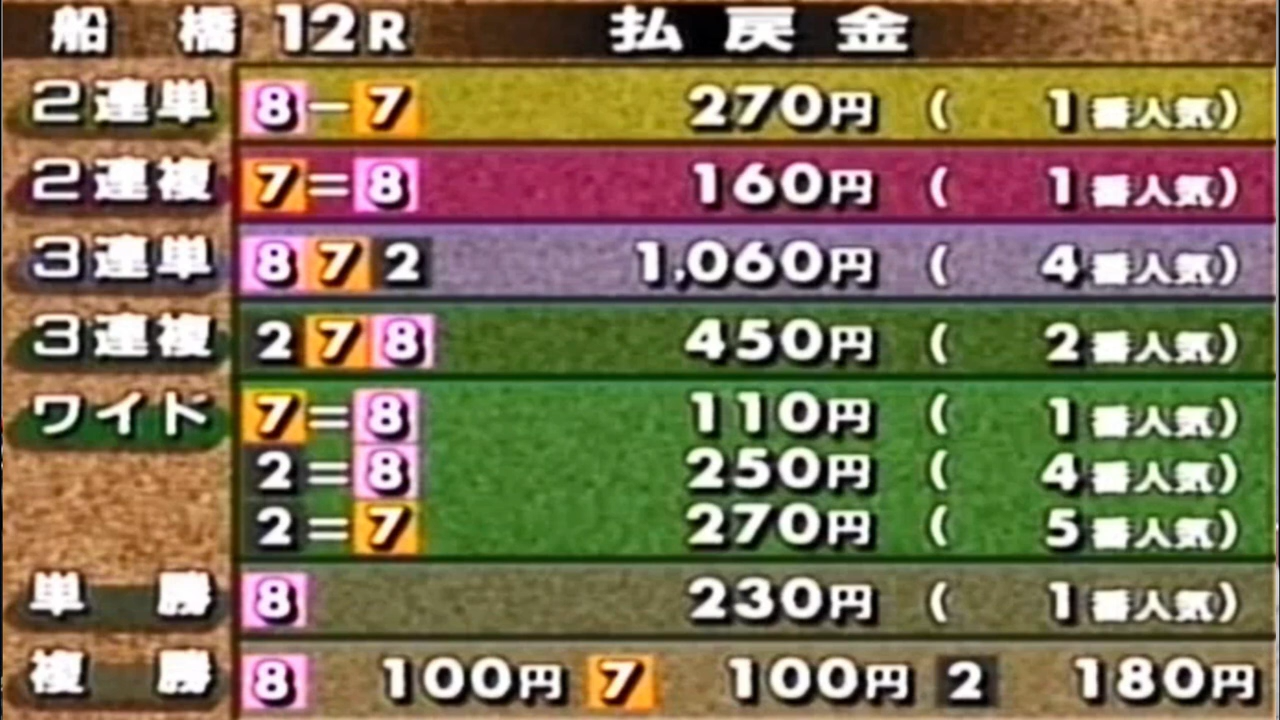 船橋 12R 払戻金
2連単 8－7 270円 ( 1番人気)
2連複 7＝8 160円 ( 1番人気)
3連単 8 7 2 1,060円 ( 4番人気)
3連複 2 7 8 450円 ( 2番人気)
ワイド 7＝8 110円 ( 1番人気)
2＝8 250円 ( 4番人気)
2＝7 270円 ( 5番人気)
単勝 8 230円 ( 1番人気)
複勝 8 100円 7 100円 2 180円